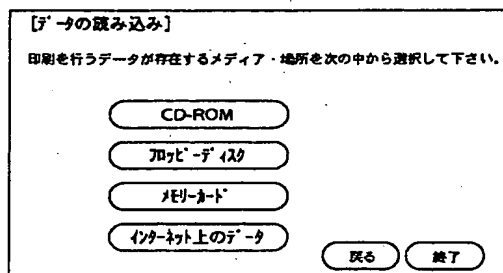 [ﾃﾞｰﾀの読み込み]
印刷を行うデータが存在するメディア・場所を次の中から選択して下さい。
CD-ROM
ﾌﾛｯﾋﾟｰﾃﾞｨｽｸ
ﾒﾓﾘｰｶｰﾄﾞ
ｲﾝﾀｰﾈｯﾄ上のﾃﾞｰﾀ
戻る 終了